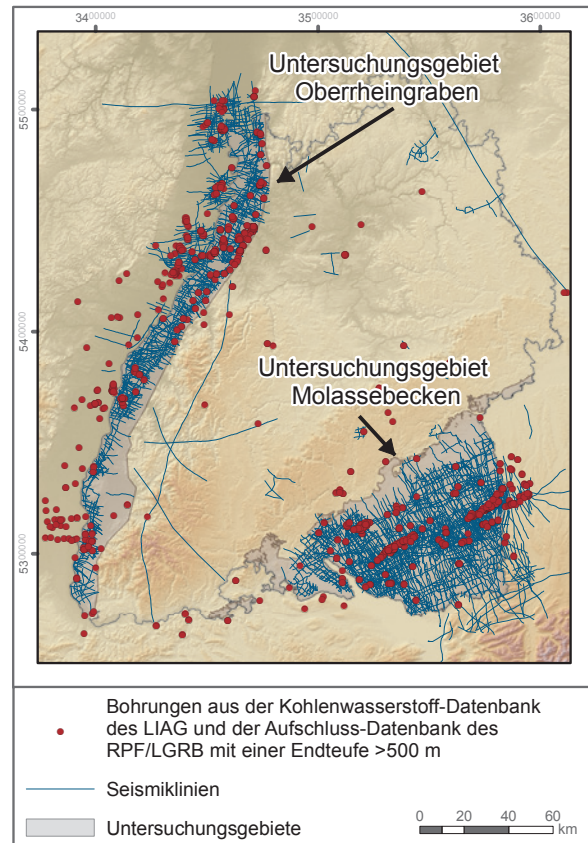 3400000 3500000 3600000
5500000
Untersuchungsgebiet
Oberrheingraben
5400000
Untersuchungsgebiet
Molassebecken
5300000
Bohrungen aus der Kohlenwasserstoff-Datenbank
des LIAG und der Aufschluss-Datenbank des
RPF/LGRB mit einer Endteufe >500 m
Seismiklinien
Untersuchungsgebiete
0 20 40 60
km